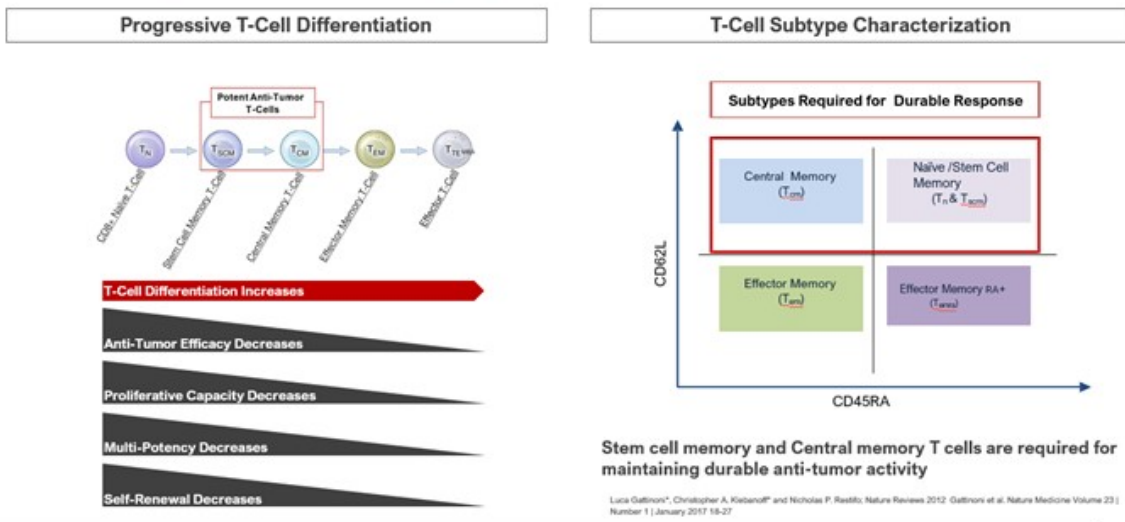 Progressive T-Cell Differentiation
Potent Anti-Tumor
T-Cells
TN
TSCM
TCM
TEM
CD8+ Naïve T-Cell
Stem Cell Memory T-Cell
Central Memory T-Cell
Effector Memory T-Cell
Effector T-Cell
T-Cell Differentiation Increases
Anti-Tumor Efficacy Decreases
Proliferative Capacity Decreases
Multi-Potency Decreases
Self-Renewal Decreases
T-Cell Subtype Characterization
Subtypes Required for Durable Response
CD62L
Central Memory
(Tcm)
Naïve /Stem Cell
Memory
(Tn & Tscm)
Effector Memory
(Tem)
Effector Memory RA+
CD45RA
Stem cell memory and Central memory T cells are required for
maintaining durable anti-tumor activity
Luca Gattinoni*, Christopher A. Klebanoff* and Nicholas P. Restifo; Nature Reviews 2012 Gattinoni et al. Nature Medicine Volume 23 |
Number 1 | January 2017 18-27